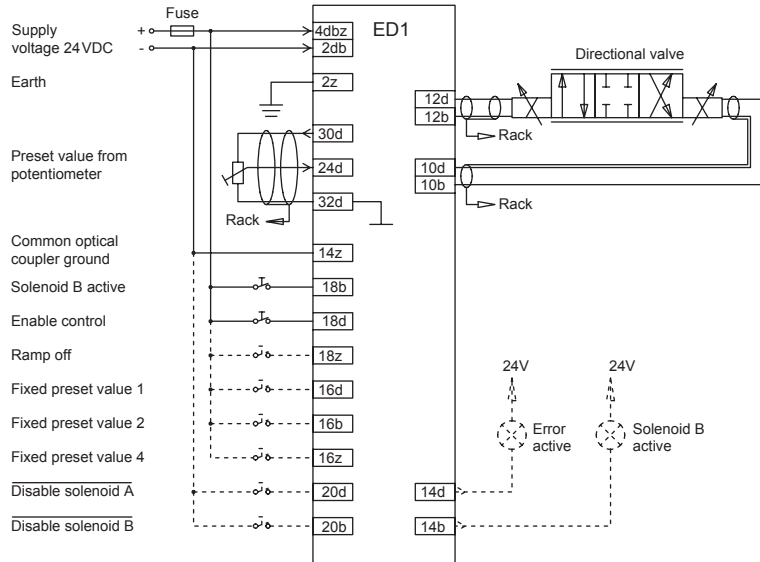 Fuse
Supply
voltage 24VDC
+
-
4dbz
2db
ED1
Earth
2z
Directional valve
12d
12b
Rack
Preset value from
potentiometer
30d
24d
32d
Rack
10d
10b
Rack
Common optical
coupler ground
14z
Solenoid B active
18b
Enable control
18d
Ramp off
18z
Fixed preset value 1
16d
Fixed preset value 2
16b
Fixed preset value 4
16z
Disable solenoid A
20d
Disable solenoid B
20b
24V
24V
Error
active
Solenoid B
active
14d
14b